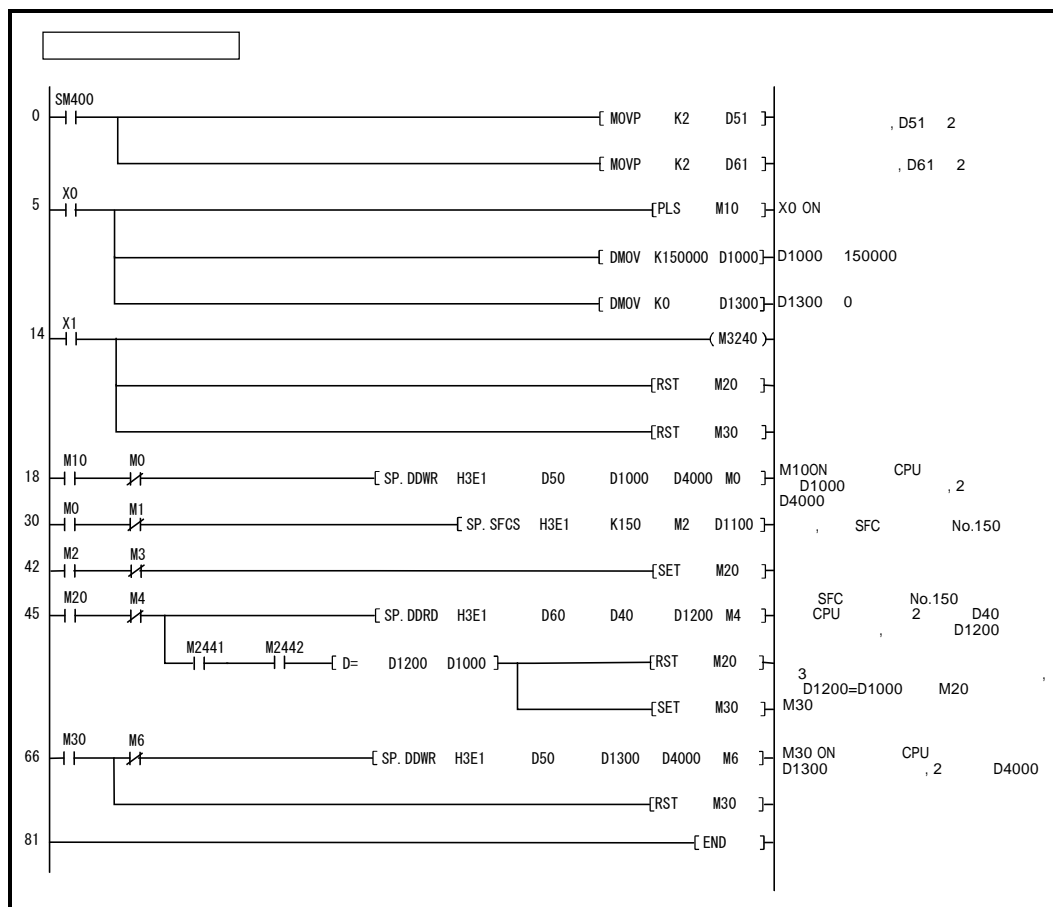 SM400
0 [ MOVP K2 D51 ] , D51 2
[ MOVP K2 D61 ] , D61 2
X0
5 [PLS M10 ] X0 ON
[ DMOV K150000 D1000] D1000 150000
[ DMOV K0 D1300] D1300 0
X1
14 ( M3240 )
[RST M20 ]
[RST M30 ]
M10 M0
18 [ SP. DDWR H3E1 D50 D1000 D4000 M0 ]
M10ON CPU
D1000 , 2
D4000
M0 M1
30 [ SP. SFCS H3E1 K150 M2 D1100 ] , SFC No.150
M2 M3
42 [SET M20 ]
M20 M4
45 [ SP. DDRD H3E1 D60 D40 D1200 M4 ]
SFC No.150
CPU 2 D40
, D1200
M2441 M2442
[ D= D1200 D1000 ] [RST M20 ]
3 ,
D1200=D1000 M20
[SET M30 ] M30
M30 M6
66 [ SP. DDWR H3E1 D50 D1300 D4000 M6 ]
M30 ON CPU
D1300 , 2 D4000
[RST M30 ]
81 [ END ]